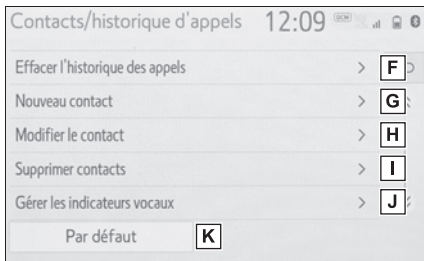 Contacts/historique d'appels 12:09 DCM
Effacer l'historique des appels > F
Nouveau contact > G
Modifier le contact > H
Supprimer contacts > I
Gérer les indicateurs vocaux > J
Par défaut K